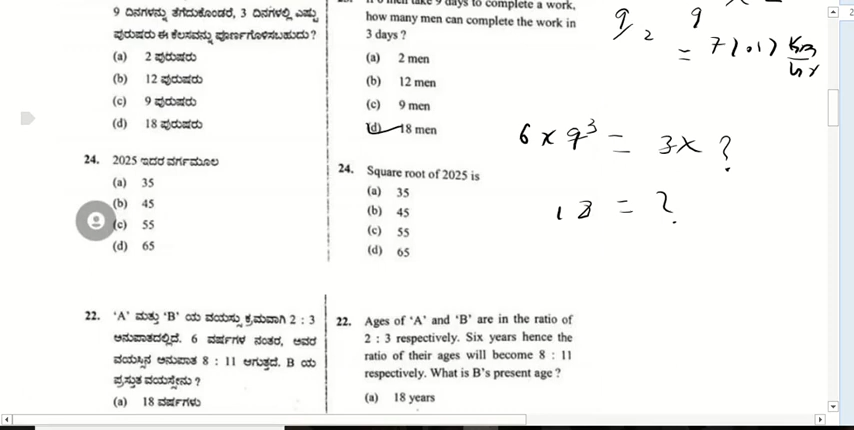 9 ದಿನಗಳನ್ನು ತೆಗೆದುಕೊಂಡರೆ, 3 ದಿನಗಳಲ್ಲಿ ಎಷ್ಟು
ಪುರುಷರು ಈ ಕೆಲಸವನ್ನು ಪೂರ್ಣಗೊಳಿಸಬಹುದು ?
(a) 2 ಪುರುಷರು
(b) 12 ಪುರುಷರು
(c) 9 ಪುರುಷರು
(d) 18 ಪುರುಷರು
24. 2025 ಇದರ ವರ್ಗಮೂಲ
(a) 35
(b) 45
(c) 55
(d) 65
22. 'A' ಮತ್ತು 'B' ಯ ವಯಸ್ಸು ಕ್ರಮವಾಗಿ 2 : 3
ಅನುಪಾತದಲ್ಲಿದೆ. 6 ವರ್ಷಗಳ ನಂತರ, ಅವರ
ವಯಸ್ಸಿನ ಅನುಪಾತ 8 : 11 ಆಗುತ್ತದೆ. B ಯ
ಪ್ರಸ್ತುತ ವಯಸ್ಸೇನು ?
(a) 18 ವರ್ಷಗಳು
men take 9 days to complete a work,
how many men can complete the work in
3 days ?
(a) 2 men
(b) 12 men
(c) 9 men
(d) 18 men
24. Square root of 2025 is
(a) 35
(b) 45
(c) 55
(d) 65
22. Ages of 'A' and 'B' are in the ratio of
2 : 3 respectively. Six years hence the
ratio of their ages will become 8 : 11
respectively. What is B's present age ?
(a) 18 years
9/2 9
=
6 x 9 3 = 3x ?
18 = ?
2